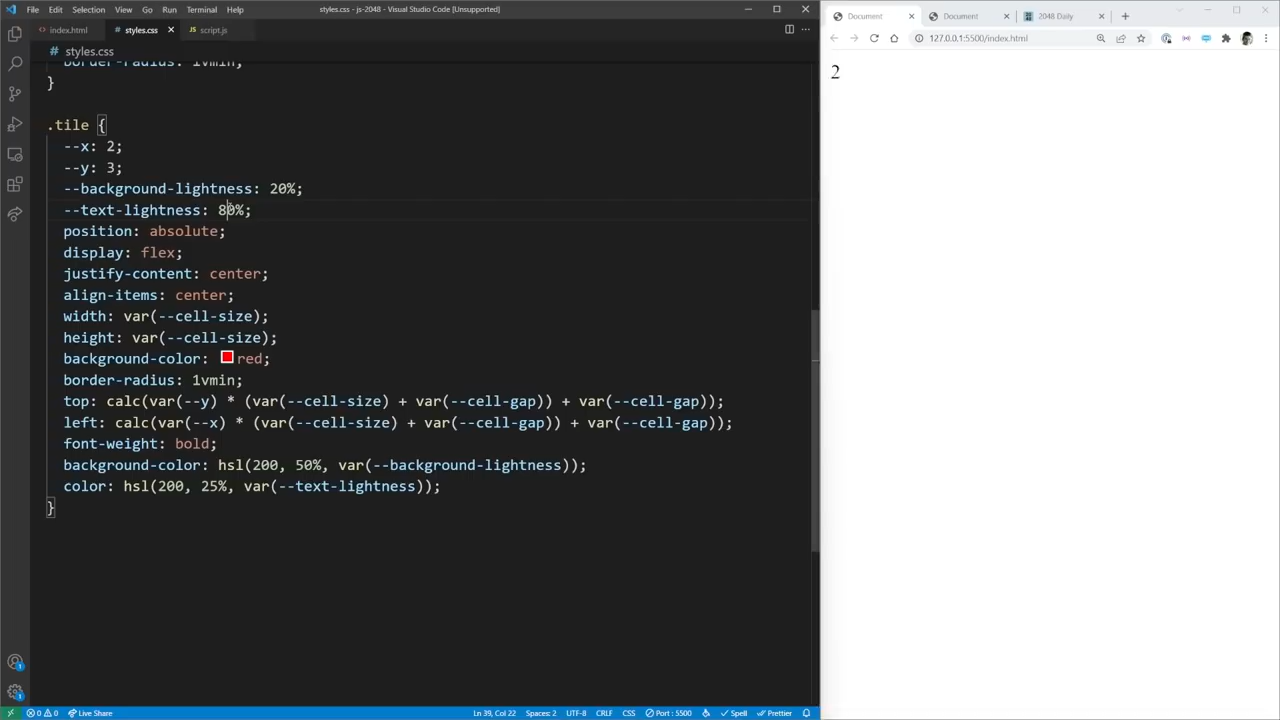 File Edit Selection View Go Run Terminal Help
styles.css - js-2048 - Visual Studio Code [Unsupported]
index.html
styles.css
script.js
# styles.css
border-radius: 1vmin;
}
.tile {
--x: 2;
--y: 3;
--background-lightness: 20%;
--text-lightness: 80%;
position: absolute;
display: flex;
justify-content: center;
align-items: center;
width: var(--cell-size);
height: var(--cell-size);
background-color: red;
border-radius: 1vmin;
top: calc(var(--y) * (var(--cell-size) + var(--cell-gap)) + var(--cell-gap));
left: calc(var(--x) * (var(--cell-size) + var(--cell-gap)) + var(--cell-gap));
font-weight: bold;
background-color: hsl(200, 50%, var(--background-lightness));
color: hsl(200, 25%, var(--text-lightness));
}
1
1
0 0 Live Share
Ln 39, Col 22 Spaces: 2 UTF-8 CRLF CSS Port : 5500 Spell Prettier
Document
Document
2048 Daily
127.0.0.1:5500/index.html
2